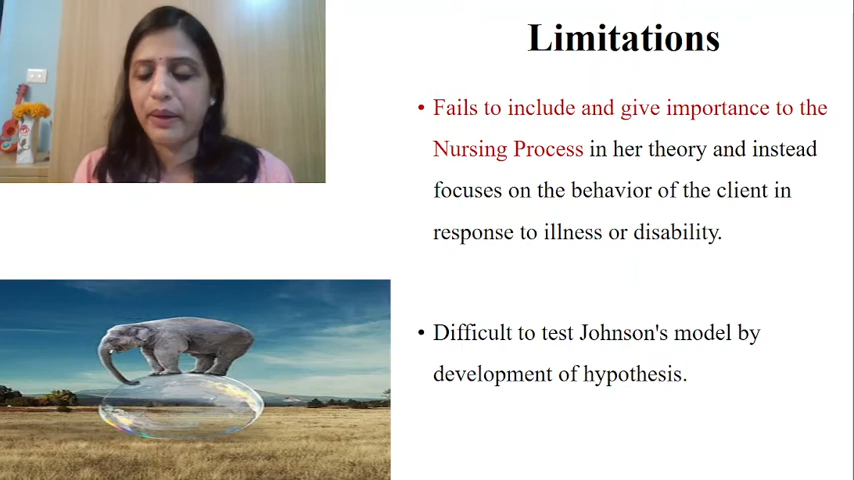 Limitations
• Fails to include and give importance to the
Nursing Process in her theory and instead
focuses on the behavior of the client in
response to illness or disability.
• Difficult to test Johnson's model by
development of hypothesis.